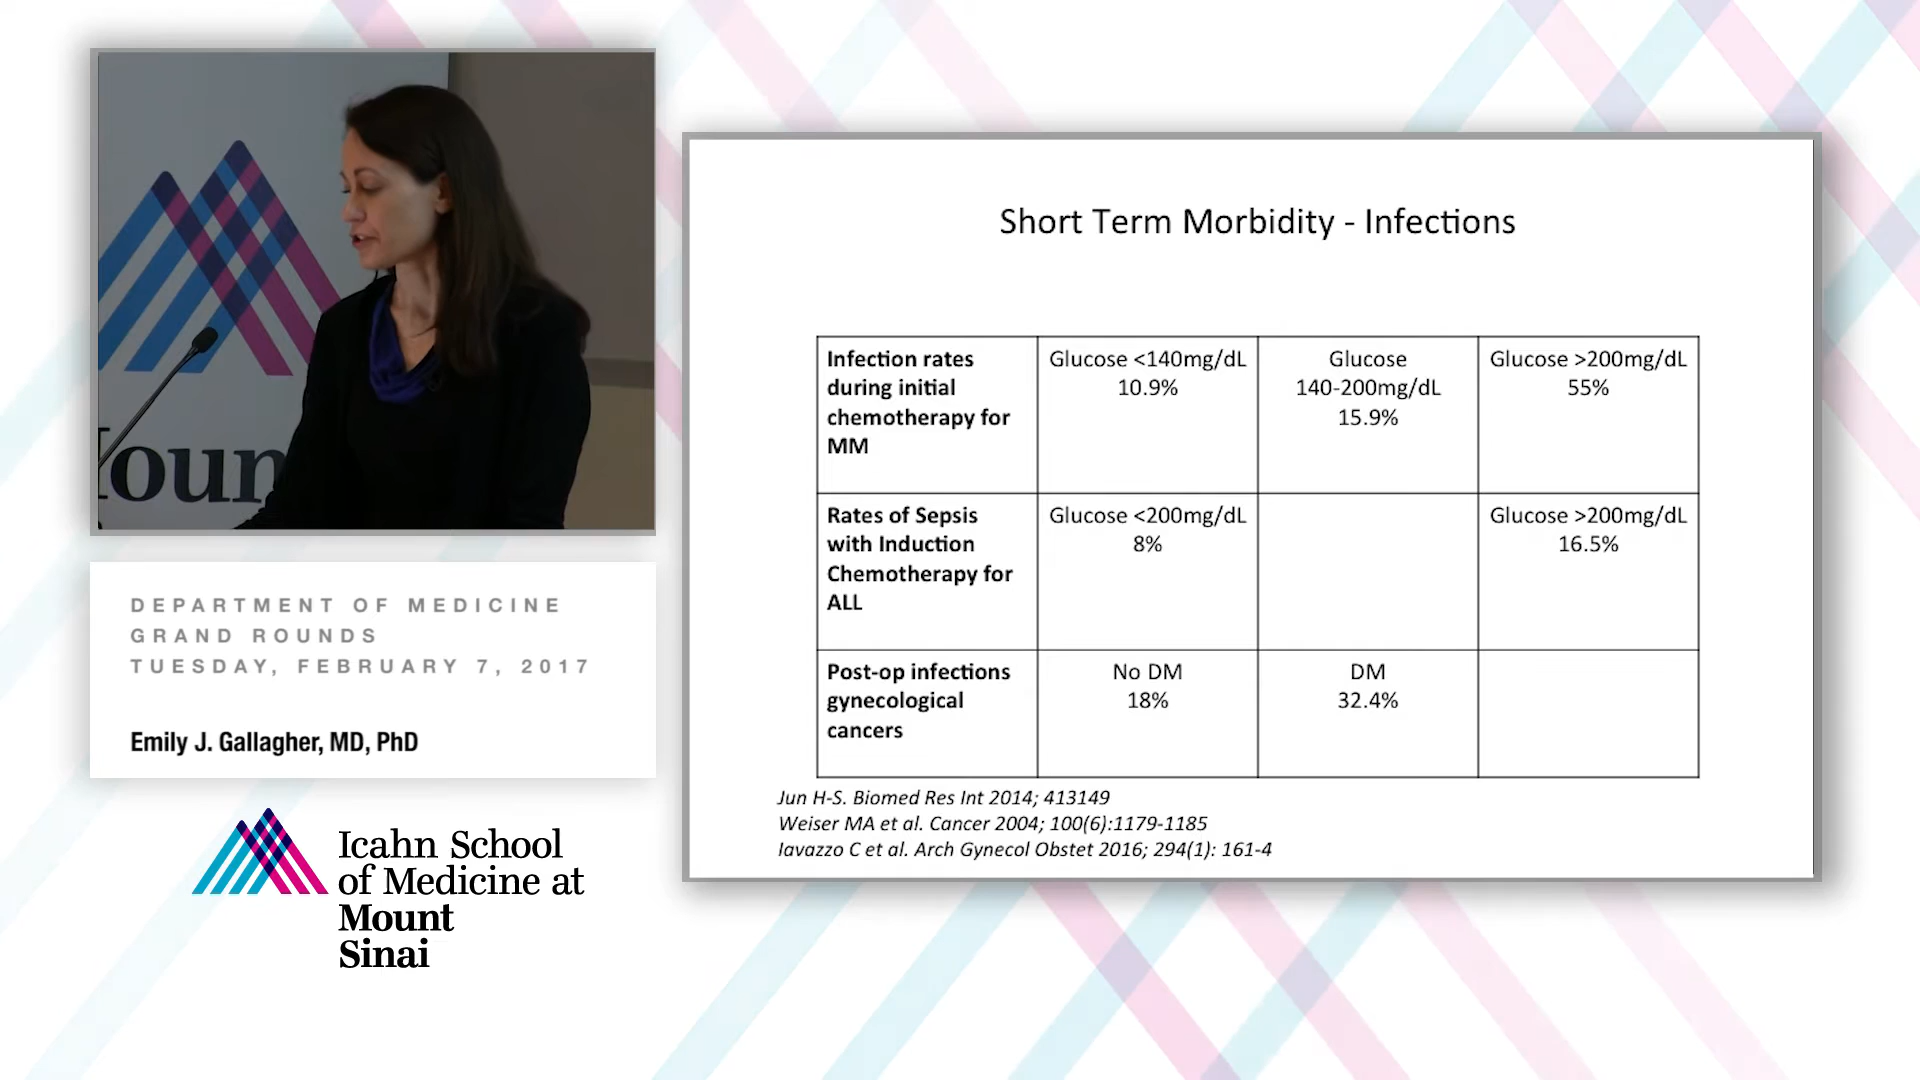 oun
DEPARTMENT OF MEDICINE
GRAND ROUNDS
TUESDAY, FEBRUARY 7, 2017
Emily J. Gallagher, MD, PhD
Icahn School
of Medicine at
Mount
Sinai
Short Term Morbidity - Infections
Infection rates
during initial
chemotherapy for
MM
Glucose <140mg/dL
10.9%
Glucose
140-200mg/dL
15.9%
Glucose >200mg/dL
55%
Rates of Sepsis
with Induction
Chemotherapy for
ALL
Glucose <200mg/dL
8%
Glucose >200mg/dL
16.5%
Post-op infections
gynecological
cancers
No DM
18%
DM
32.4%
Jun H-S. Biomed Res Int 2014; 413149
Weiser MA et al. Cancer 2004; 100(6):1179-1185
Iavazzo C et al. Arch Gynecol Obstet 2016; 294(1): 161-4